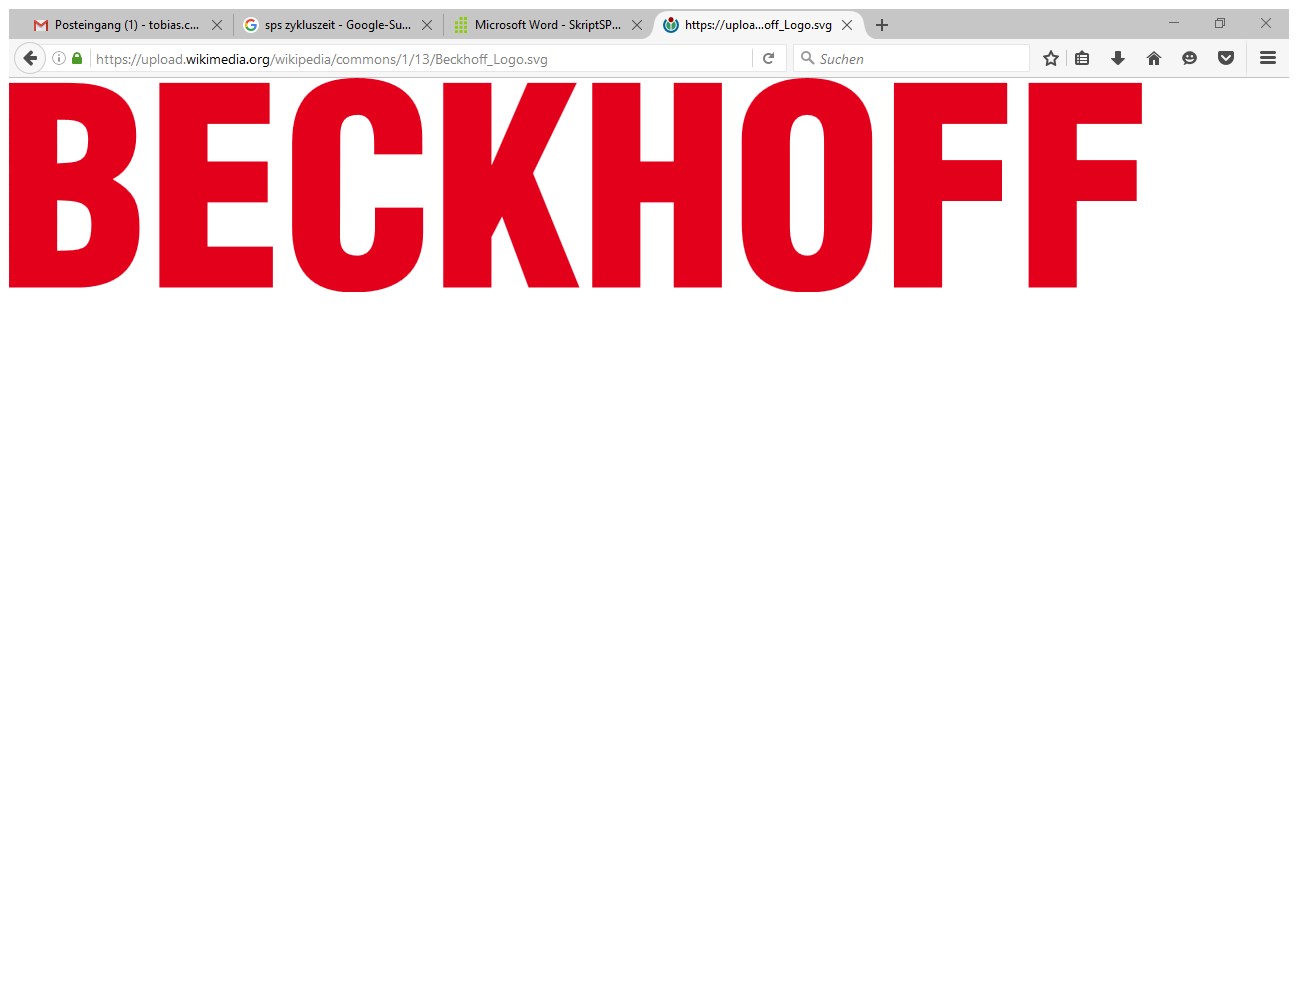 Posteingang (1) - tobias.c...
sps zykluszeit - Google-Su...
Microsoft Word - SkriptSP...
https://uploa...off_Logo.svg
https://upload.wikimedia.org/wikipedia/commons/1/13/Beckhoff_Logo.svg
Suchen
BECKHOFF